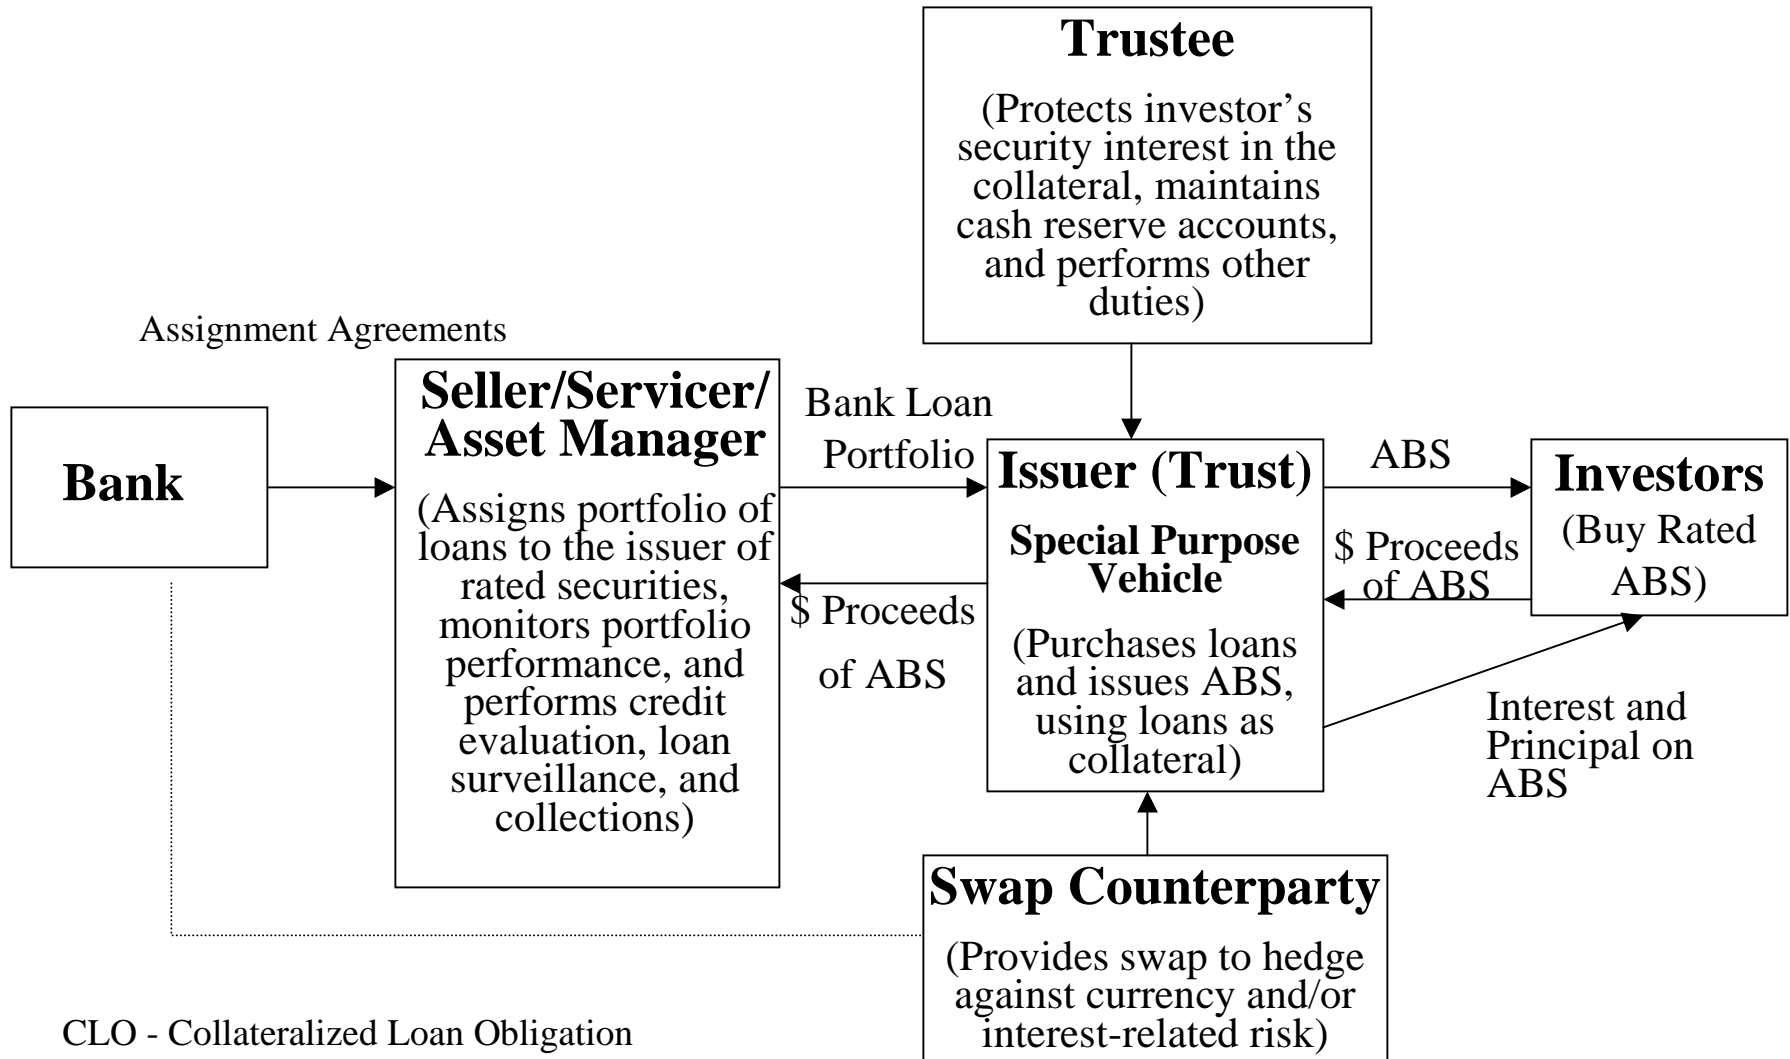 Trustee
(Protects investor’s
security interest in the
collateral, maintains
cash reserve accounts,
and performs other
duties)
Assignment Agreements
Bank
Seller/Servicer/
Asset Manager
(Assigns portfolio of
loans to the issuer of
rated securities,
monitors portfolio
performance, and
performs credit
evaluation, loan
surveillance, and
collections)
Bank Loan
Portfolio
$ Proceeds
of ABS
Issuer (Trust)
Special Purpose
Vehicle
(Purchases loans
and issues ABS,
using loans as
collateral)
ABS
$ Proceeds
of ABS
Investors
(Buy Rated
ABS)
Interest and
Principal on
ABS
Swap Counterparty
(Provides swap to hedge
against currency and/or
interest-related risk)
CLO - Collateralized Loan Obligation